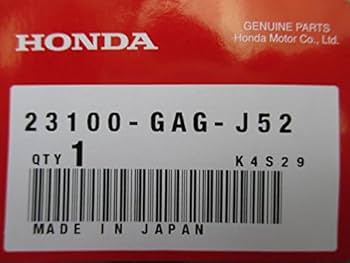 HONDA
GENUINE PARTS
Honda Motor Co., Ltd.
23100-GAG-J52
QTY 1 K4S29
MADE IN JAPAN